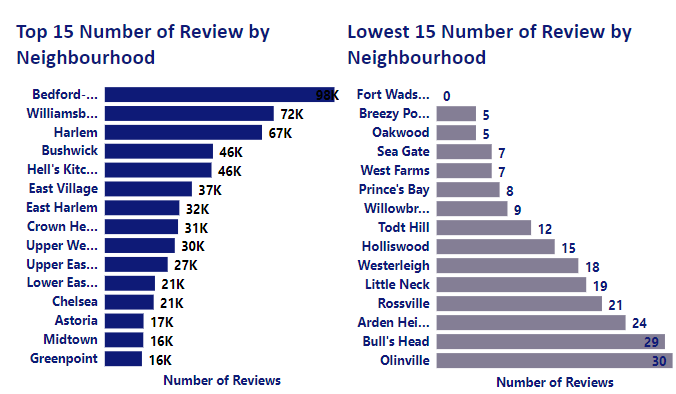 Top 15 Number of Review by
Neighbourhood
Bedford-... 98K
Williamsb... 72K
Harlem 67K
Bushwick 46K
Hell's Kitc... 46K
East Village 37K
East Harlem 32K
Crown He... 31K
Upper We... 30K
Upper Eas... 27K
Lower Eas... 21K
Chelsea 21K
Astoria 17K
Midtown 16K
Greenpoint 16K
Number of Reviews
Lowest 15 Number of Review by
Neighbourhood
Fort Wads... 0
Breezy Po... 5
Oakwood 5
Sea Gate 7
West Farms 7
Prince's Bay 8
Willowbr... 9
Todt Hill 12
Holliswood 15
Westerleigh 18
Little Neck 19
Rossville 21
Arden Hei... 24
Bull's Head 29
Olinville 30
Number of Reviews